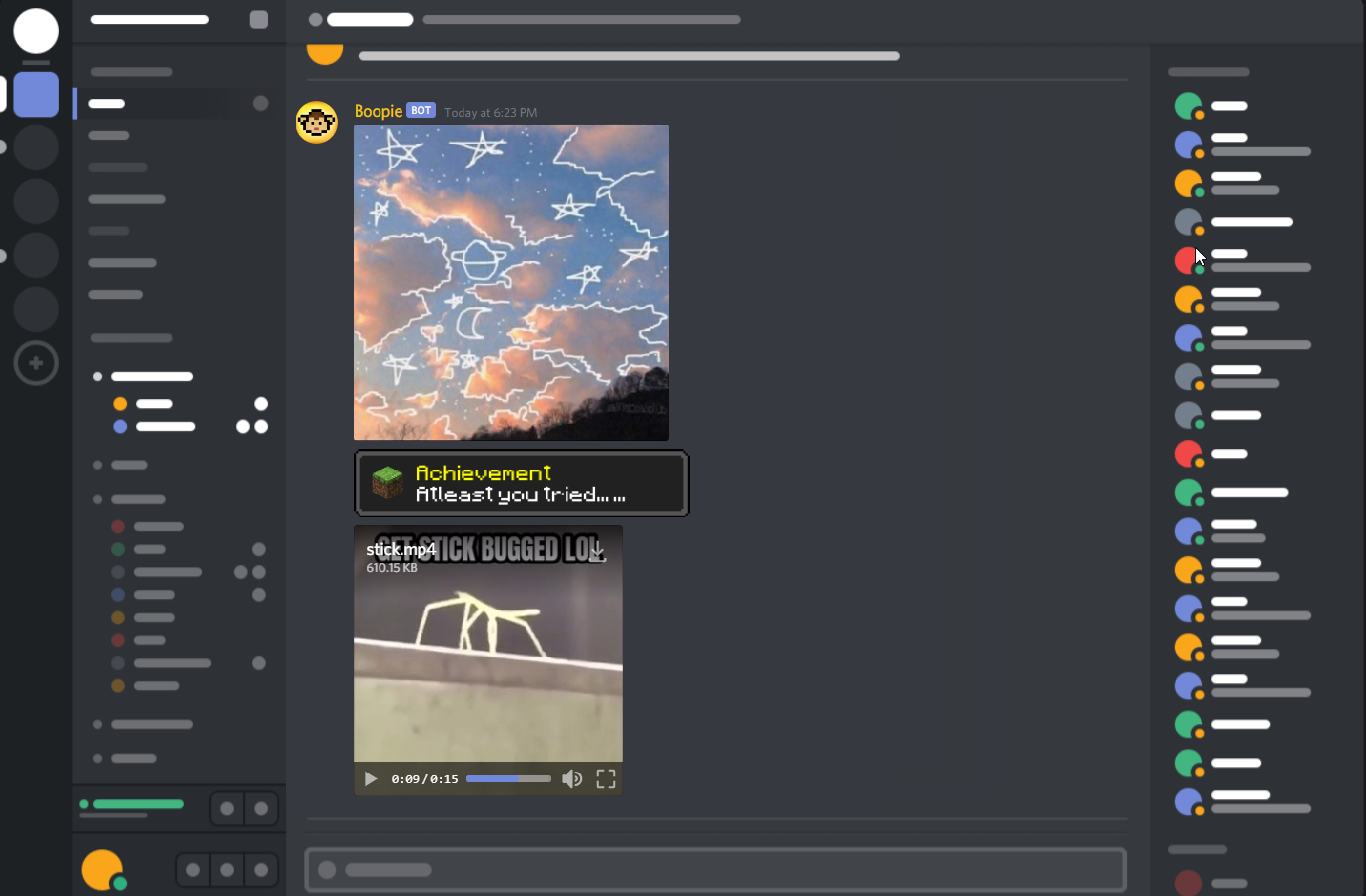 Boopie BOT Today at 6:23 PM
Achievement
Atleast you tried... ...
GET STICK BUGGED LOL
stick.mp4
610.15 KB
0:09/0:15